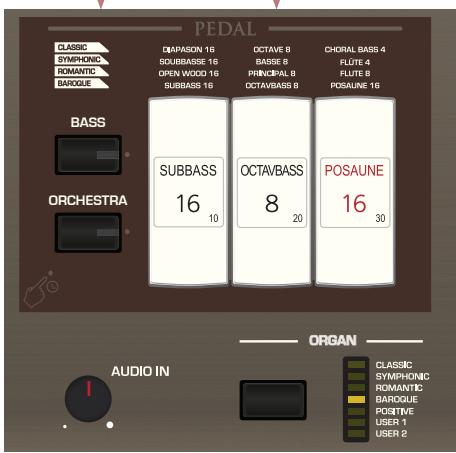 PEDAL
CLASSIC
SYMPHONIC
ROMANTIC
BAROQUE
DIAPASON 16
SOUBBASSE 16
OPEN WOOD 16
SUBBASS 16
OCTAVE 8
BASSE 8
PRINCIPAL 8
OCTAVBASS 8
CHORAL BASS 4
FLÛTE 4
FLUTE 8
POSAUNE 16
BASS
ORCHESTRA
SUBBASS
16
10
OCTAVBASS
8
20
POSAUNE
16
30
AUDIO IN
ORGAN
CLASSIC
SYMPHONIC
ROMANTIC
BAROQUE
POSITIVE
USER 1
USER 2